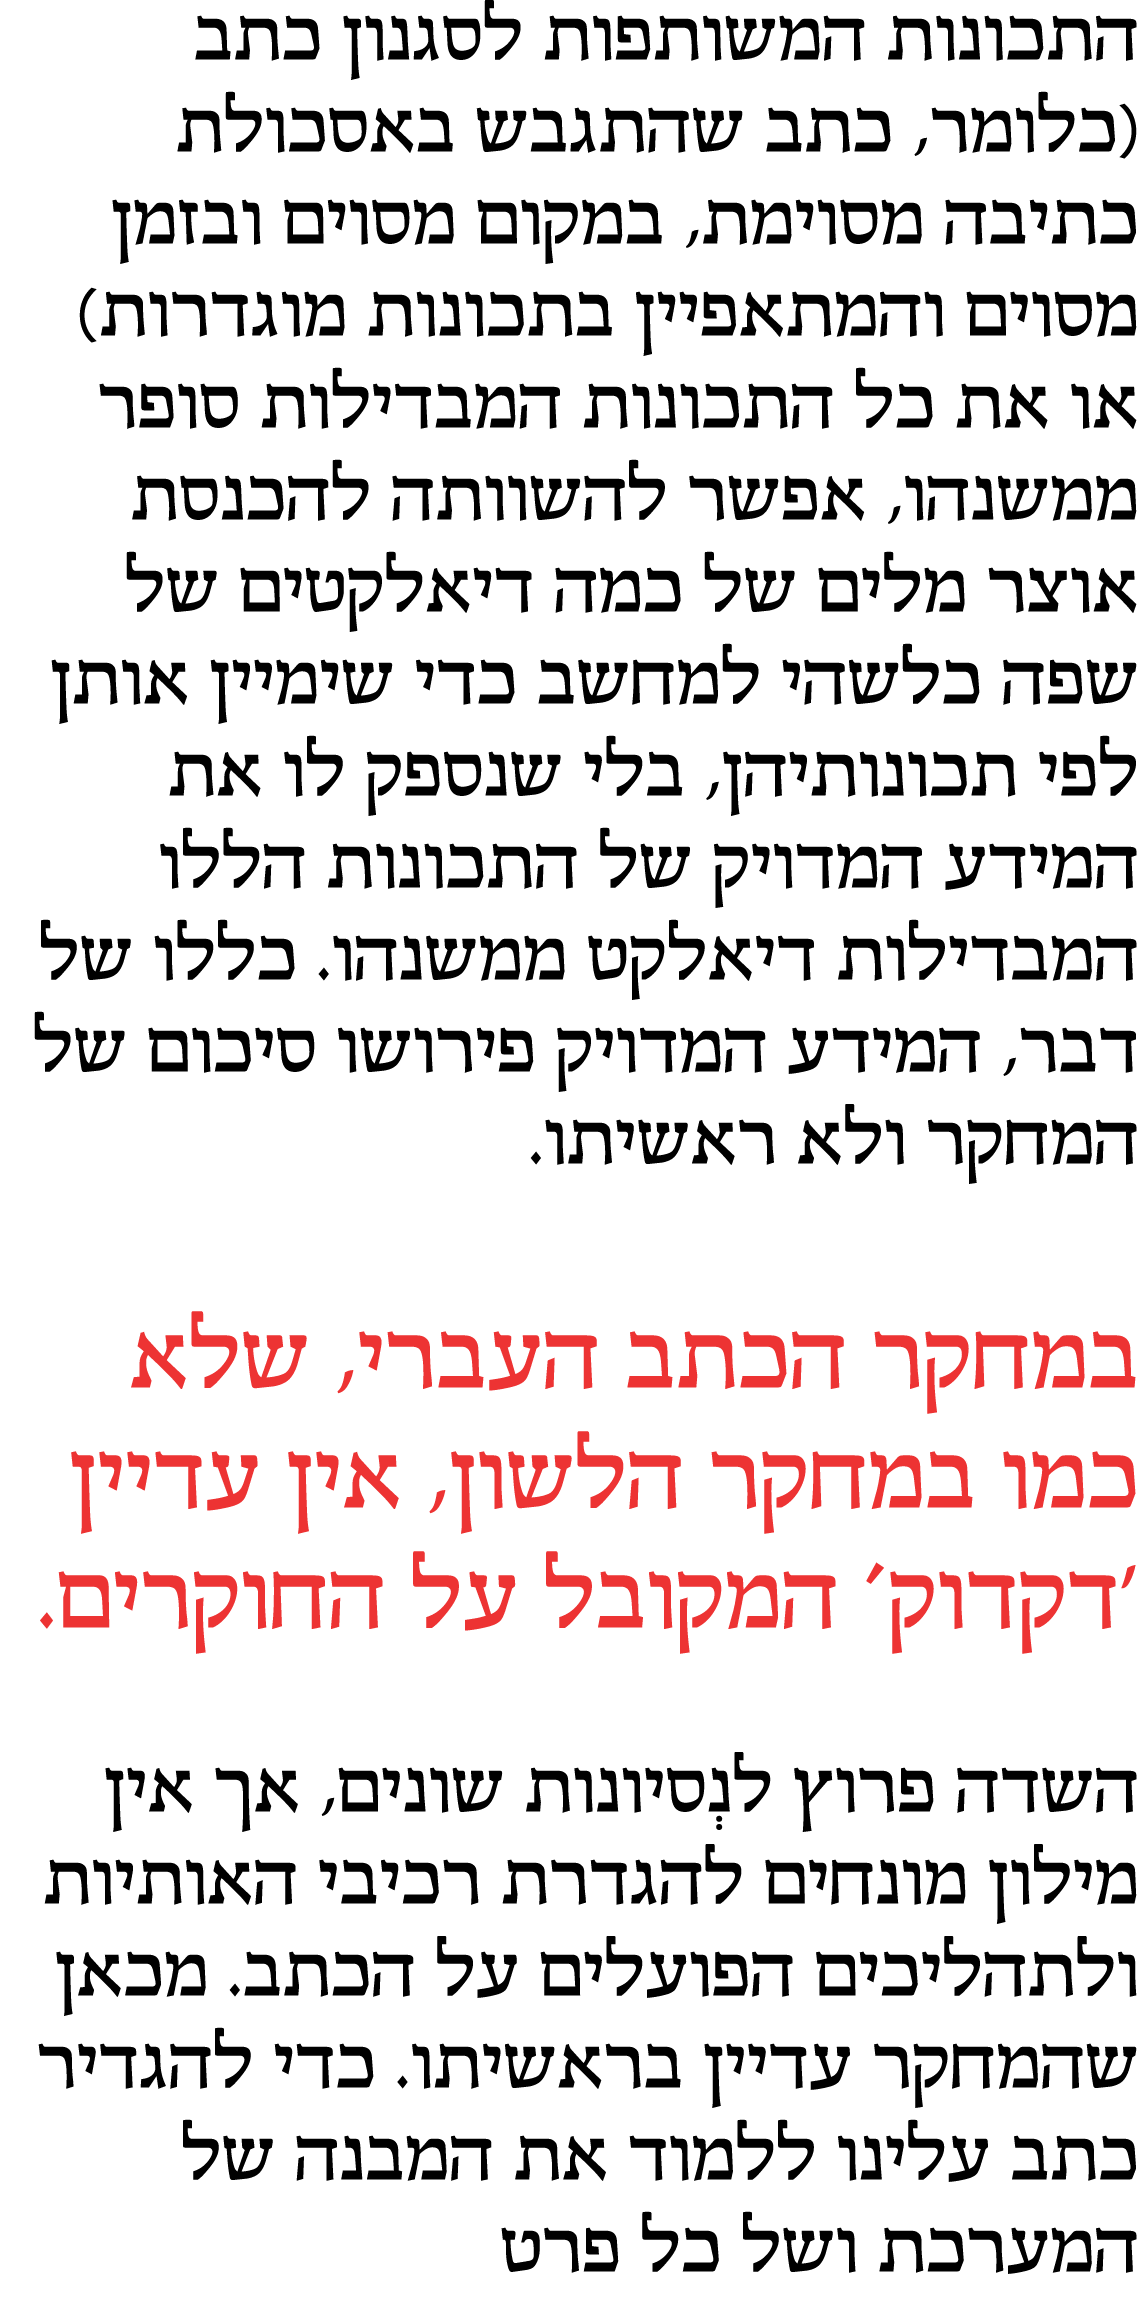 התכונות המשותפות לסגנון כתב
(כלומר, כתב שהתגבש באסכולת
כתיבה מסוימת, במקום מסוים ובזמן
מסוים והמתאפיין בתכונות מוגדרות)
או את כל התכונות המבדילות סופר
ממשנהו, אפשר להשוותה להכנסת
אוצר מלים של כמה דיאלקטים של
שפה כלשהי למחשב כדי שימיין אותן
לפי תכונותיהן, בלי שנספק לו את
המידע המדויק של התכונות הללו
המבדילות דיאלקט ממשנהו. כללו של
דבר, המידע המדויק פירושו סיכום של
המחקר ולא ראשיתו.
במחקר הכתב העברי, שלא
כמו במחקר הלשון, אין עדיין
'דקדוק' המקובל על החוקרים.
השדה פרוץ לנְסיונות שונים, אך אין
מילון מונחים להגדרת רכיבי האותיות
ולתהליכים הפועלים על הכתב. מכאן
שהמחקר עדיין בראשיתו. כדי להגדיר
כתב עלינו ללמוד את המבנה של
המערכת ושל כל פרט